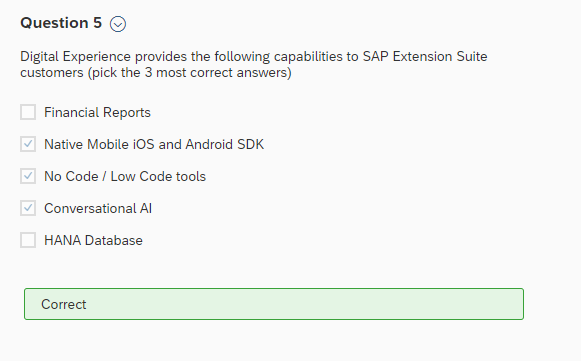 Question 5
Digital Experience provides the following capabilities to SAP Extension Suite
customers (pick the 3 most correct answers)
Financial Reports
Native Mobile iOS and Android SDK
No Code / Low Code tools
Conversational AI
HANA Database
Correct